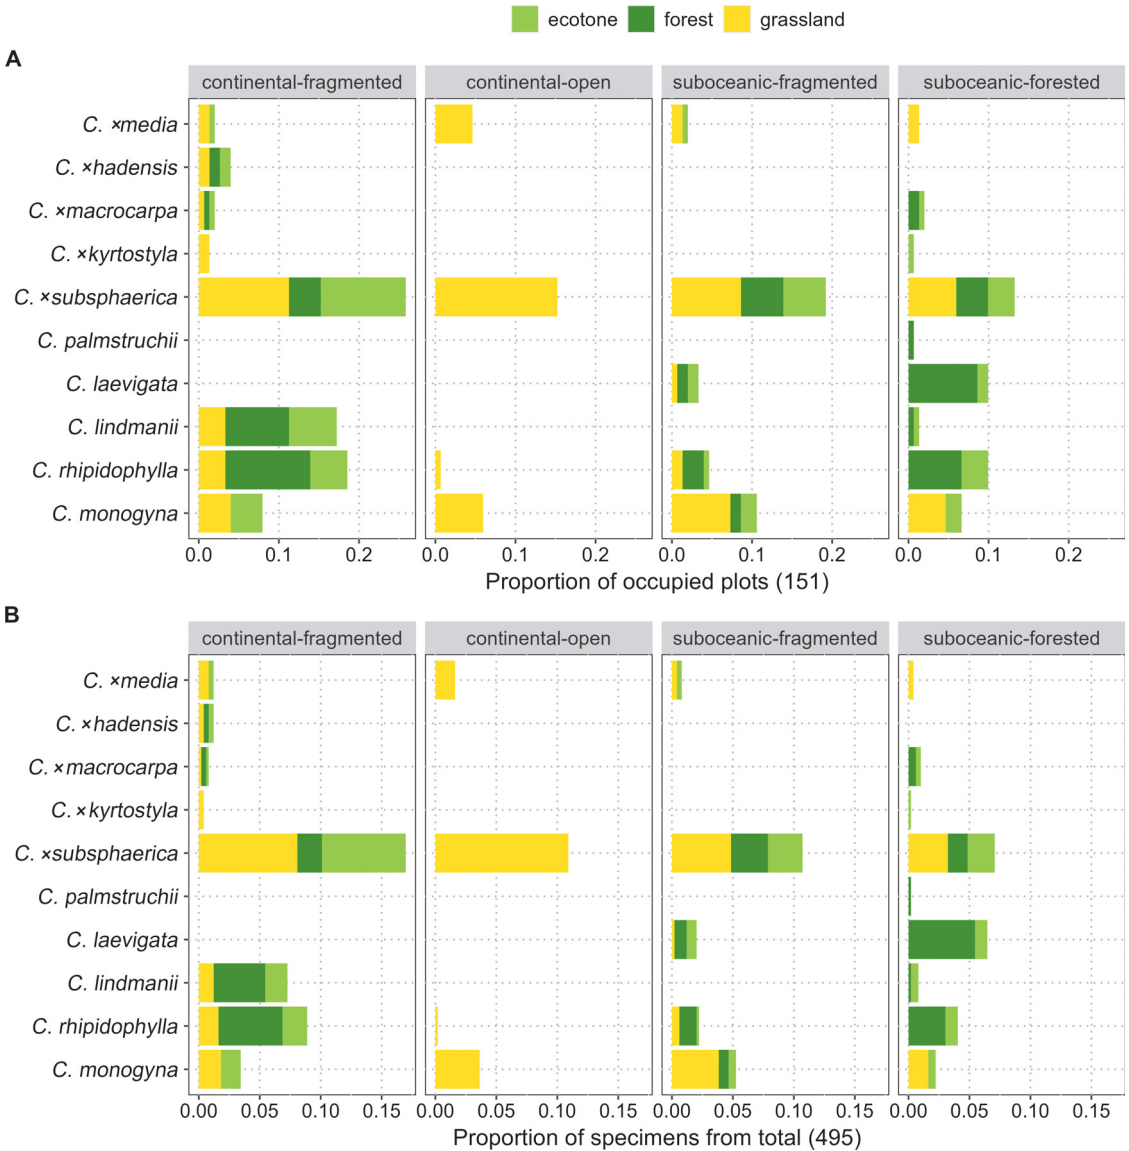 ecotone forest grassland
A
continental-fragmented continental-open suboceanic-fragmented suboceanic-forested
C. ×media
C. ×hadensis
C. ×macrocarpa
C. ×kyrtostyla
C. ×subsphaerica
C. palmstruchii
C. laevigata
C. lindmanii
C. rhipidophylla
C. monogyna
0.0 0.1 0.2 0.0 0.1 0.2 0.0 0.1 0.2 0.0 0.1 0.2
Proportion of occupied plots (151)
B
continental-fragmented continental-open suboceanic-fragmented suboceanic-forested
C. ×media
C. ×hadensis
C. ×macrocarpa
C. ×kyrtostyla
C. ×subsphaerica
C. palmstruchii
C. laevigata
C. lindmanii
C. rhipidophylla
C. monogyna
0.00 0.05 0.10 0.15 0.00 0.05 0.10 0.15 0.00 0.05 0.10 0.15 0.00 0.05 0.10 0.15
Proportion of specimens from total (495)